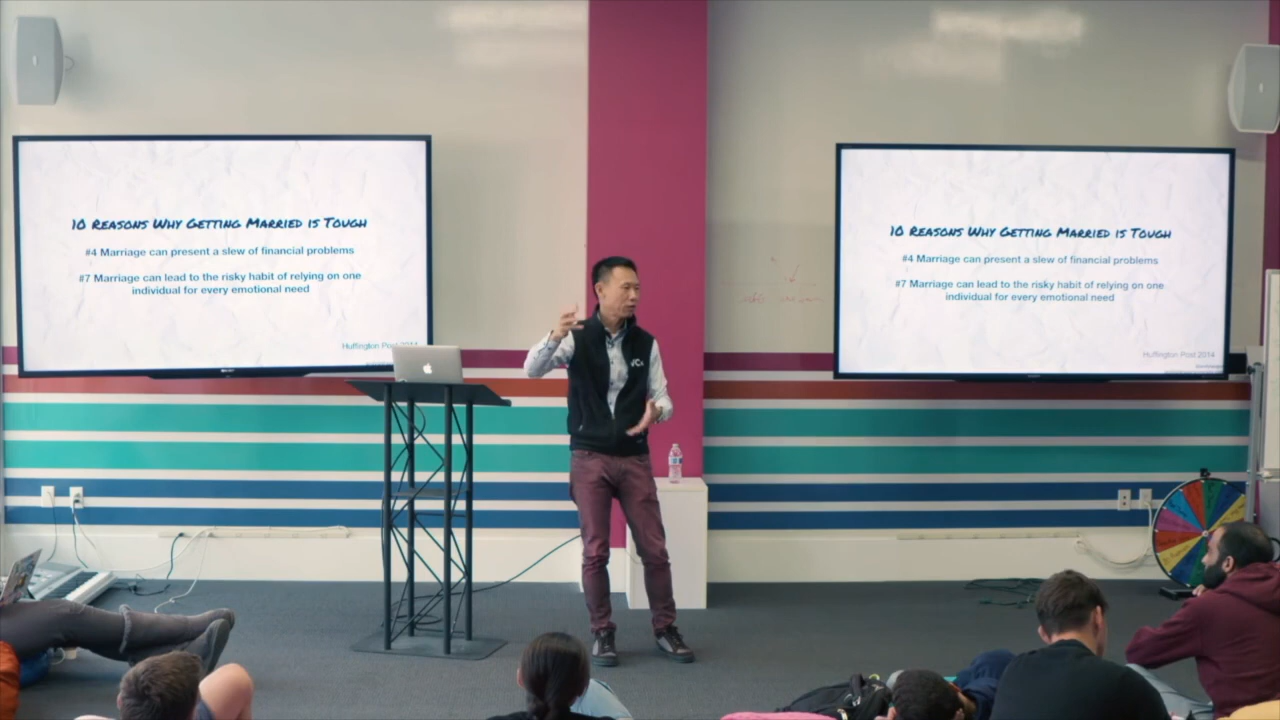 10 Reasons Why Getting Married is Tough
#4 Marriage can present a slew of financial problems
#7 Marriage can lead to the risky habit of relying on one
individual for every emotional need
Huffington Post 2014
10 Reasons Why Getting Married is Tough
#4 Marriage can present a slew of financial problems
#7 Marriage can lead to the risky habit of relying on one
individual for every emotional need
Huffington Post 2014